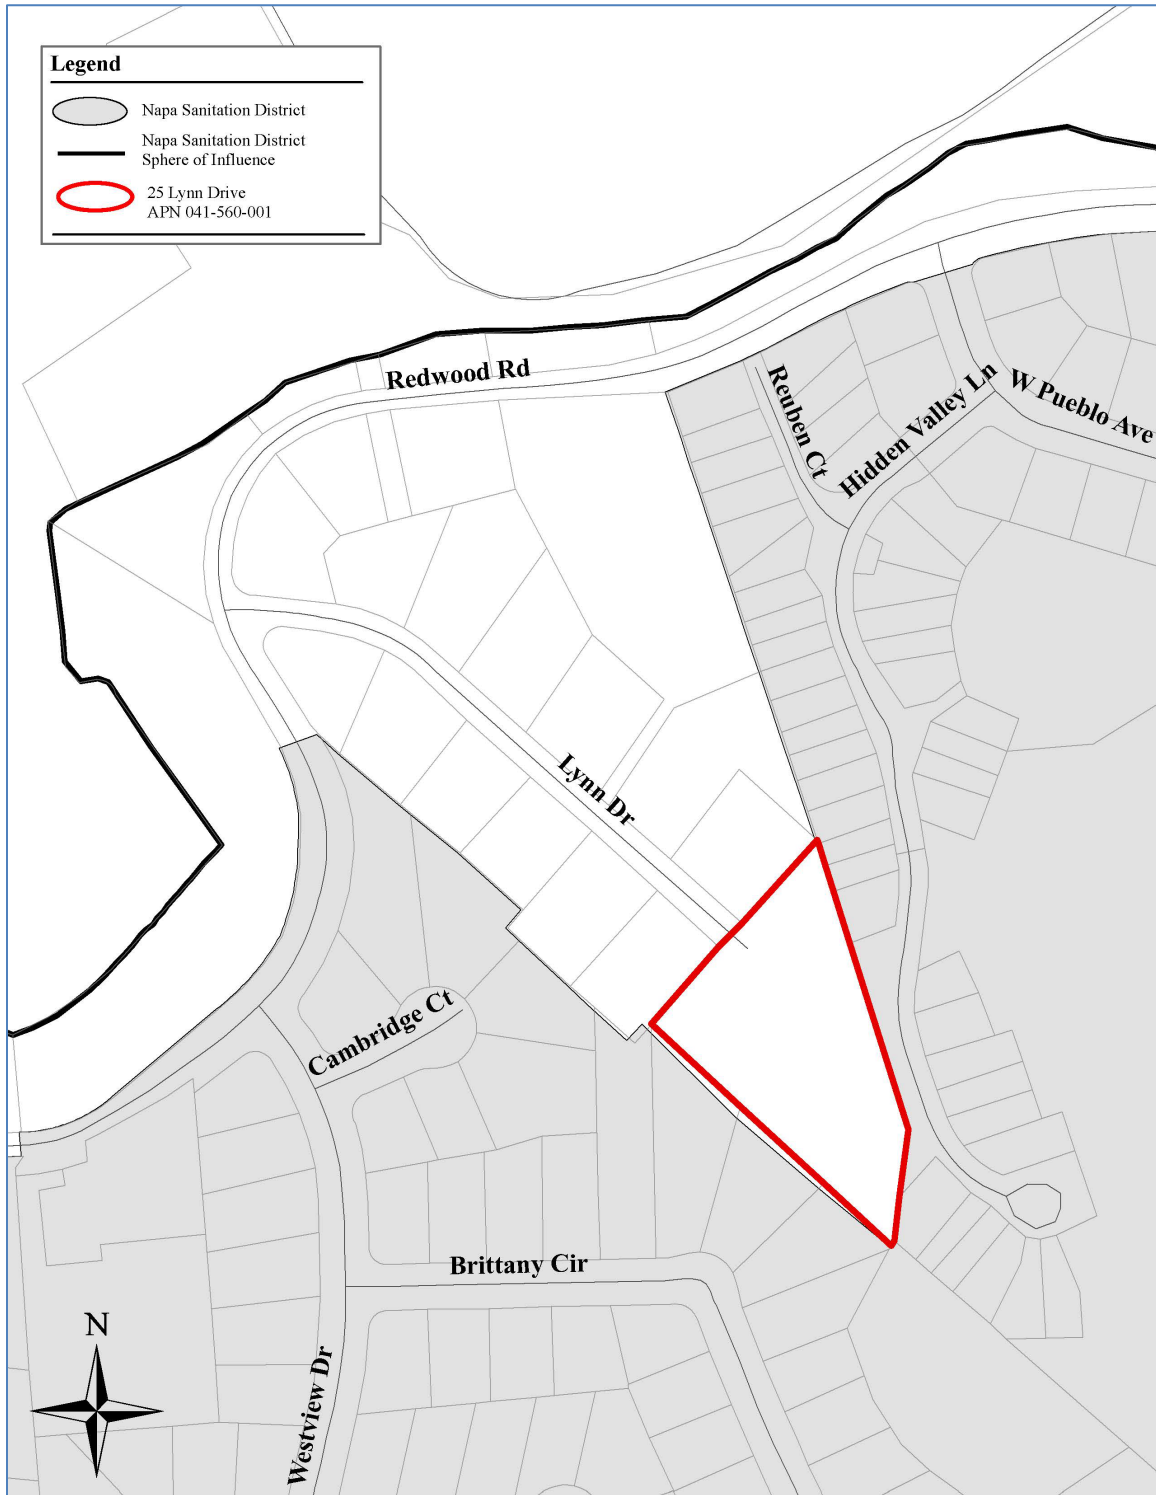 Legend
Napa Sanitation District
Napa Sanitation District
Sphere of Influence
25 Lynn Drive
APN 041-560-001
Redwood Rd
Reuben Ct
Hidden Valley Ln
W Pueblo Ave
Lynn Dr
Cambridge Ct
Brittany Cir
Westview Dr
N